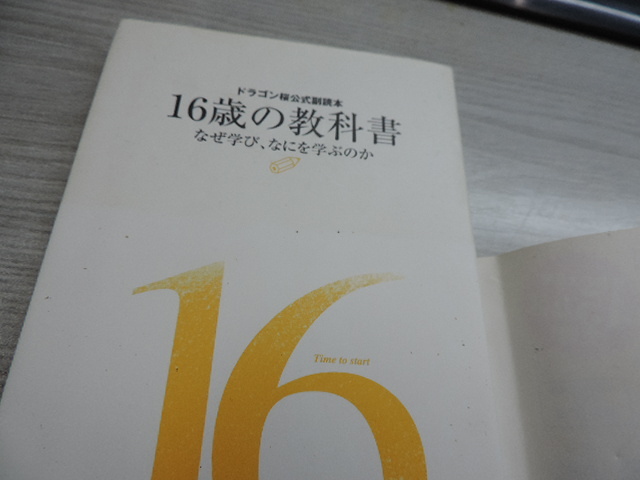 ドラゴン桜公式副読本
16歳の教科書
なぜ学び、なにを学ぶのか
16
Time to start